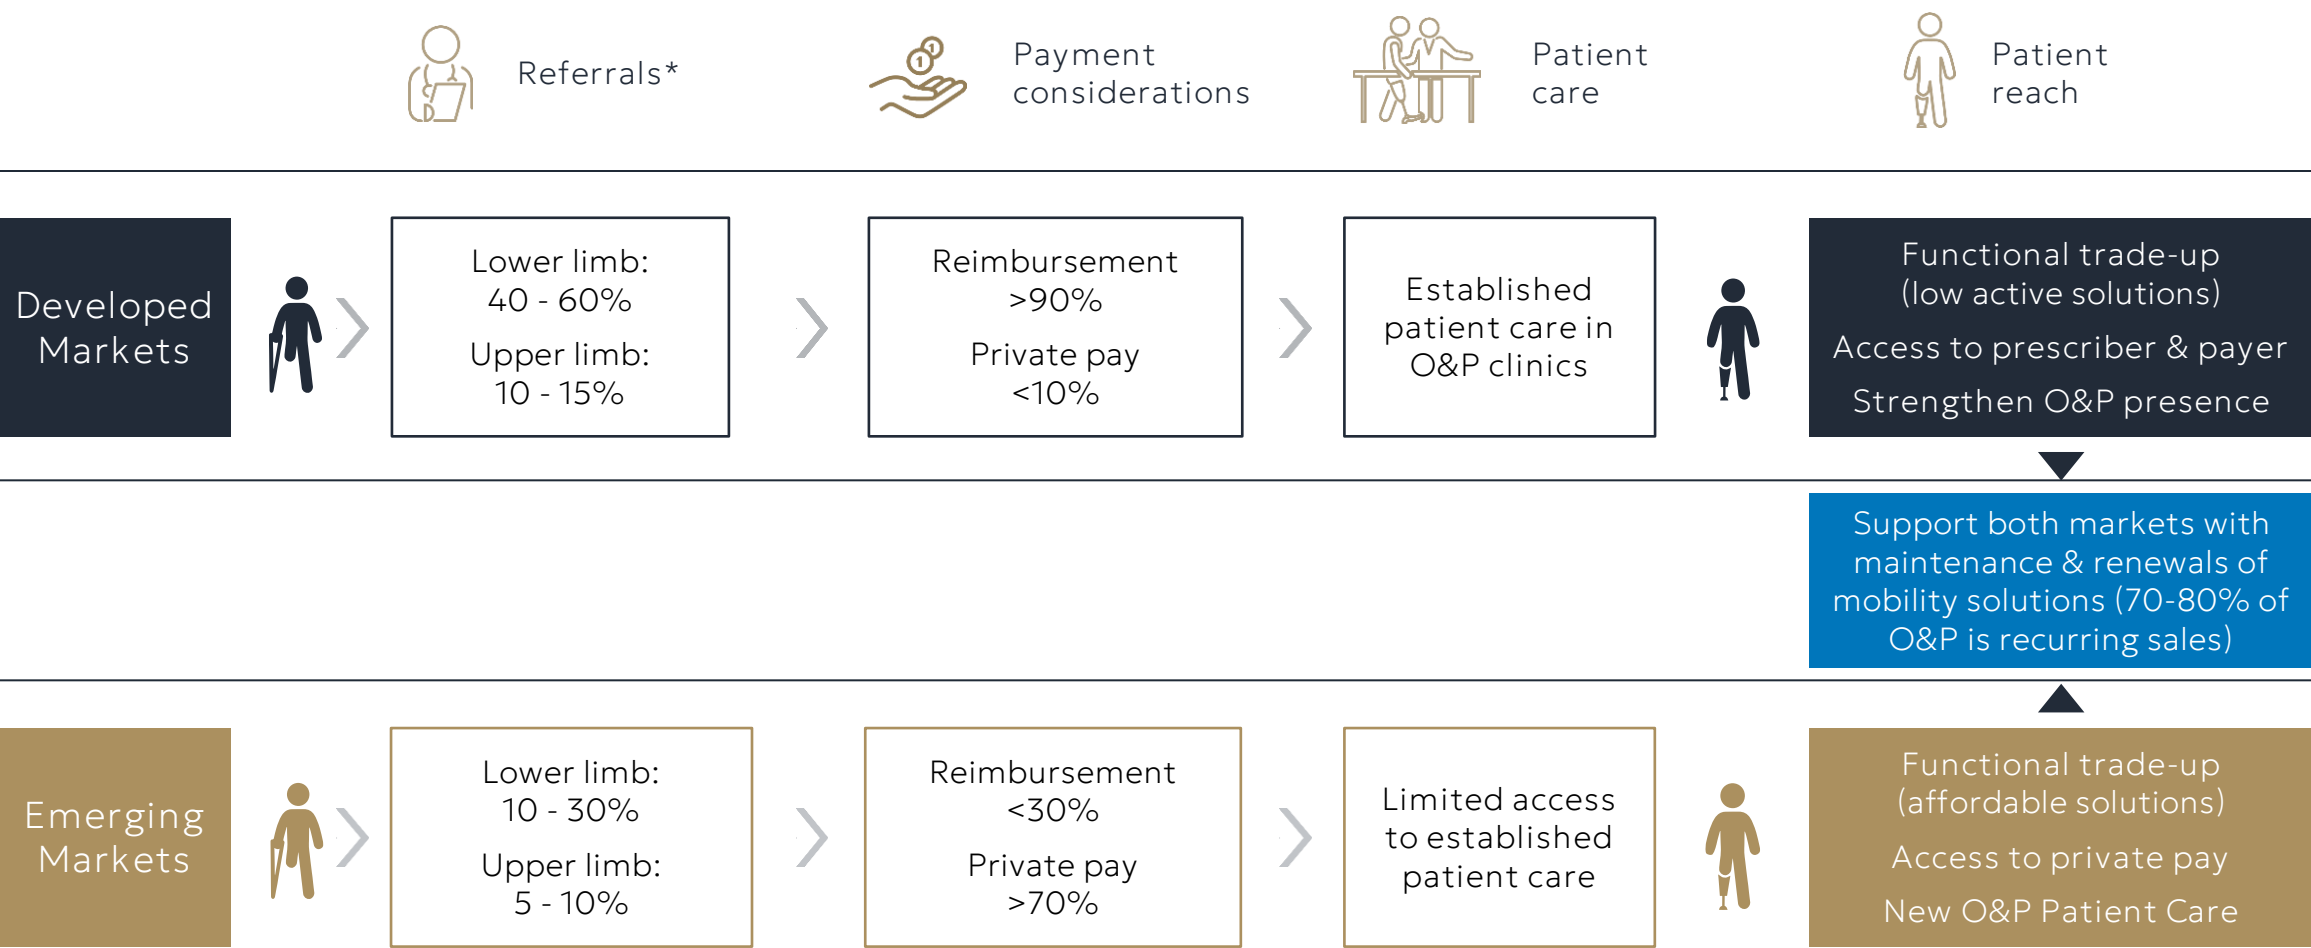 Referrals*
Payment
considerations
Patient
care
Patient
reach
Developed
Markets
Lower limb:
40 - 60%
Upper limb:
10 - 15%
Reimbursement
>90%
Private pay
<10%
Established
patient care in
O&P clinics
Functional trade-up
(low active solutions)
Access to prescriber & payer
Strengthen O&P presence
Support both markets with
maintenance & renewals of
mobility solutions (70-80% of
O&P is recurring sales)
Emerging
Markets
Lower limb:
10 - 30%
Upper limb:
5 - 10%
Reimbursement
<30%
Private pay
>70%
Limited access
to established
patient care
Functional trade-up
(affordable solutions)
Access to private pay
New O&P Patient Care